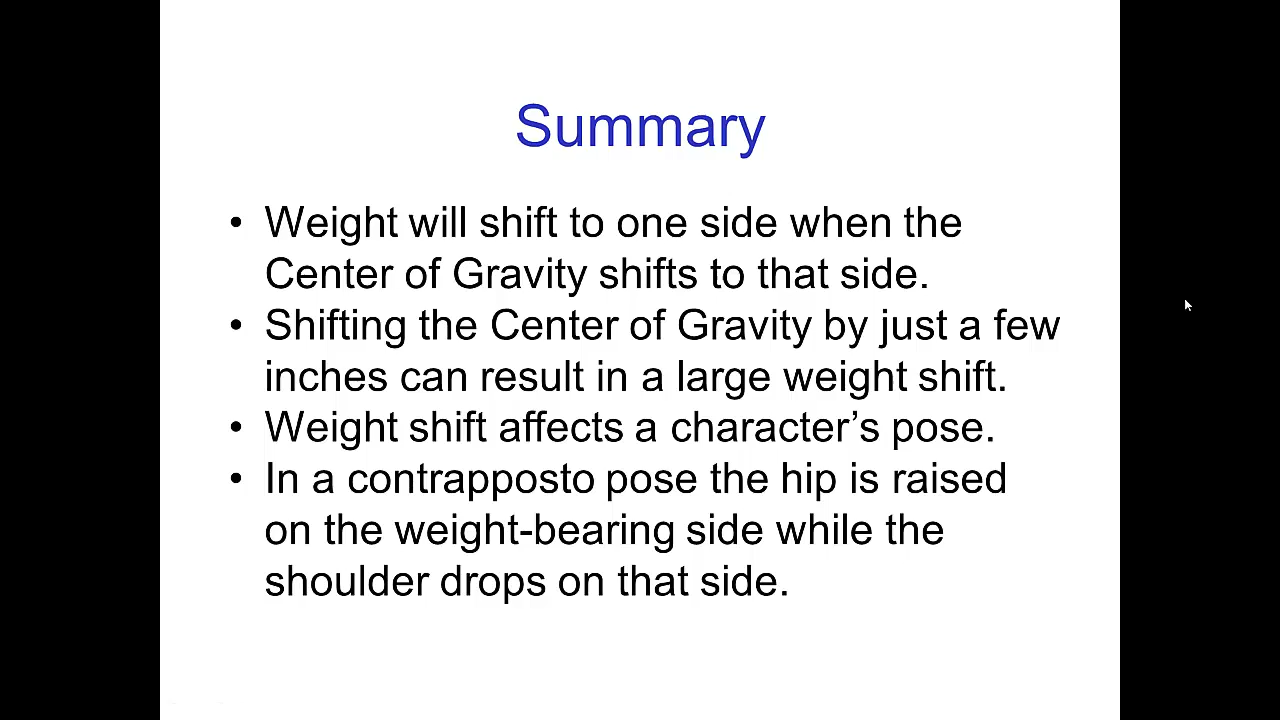 Summary
• Weight will shift to one side when the
Center of Gravity shifts to that side.
• Shifting the Center of Gravity by just a few
inches can result in a large weight shift.
• Weight shift affects a character’s pose.
• In a contrapposto pose the hip is raised
on the weight-bearing side while the
shoulder drops on that side.